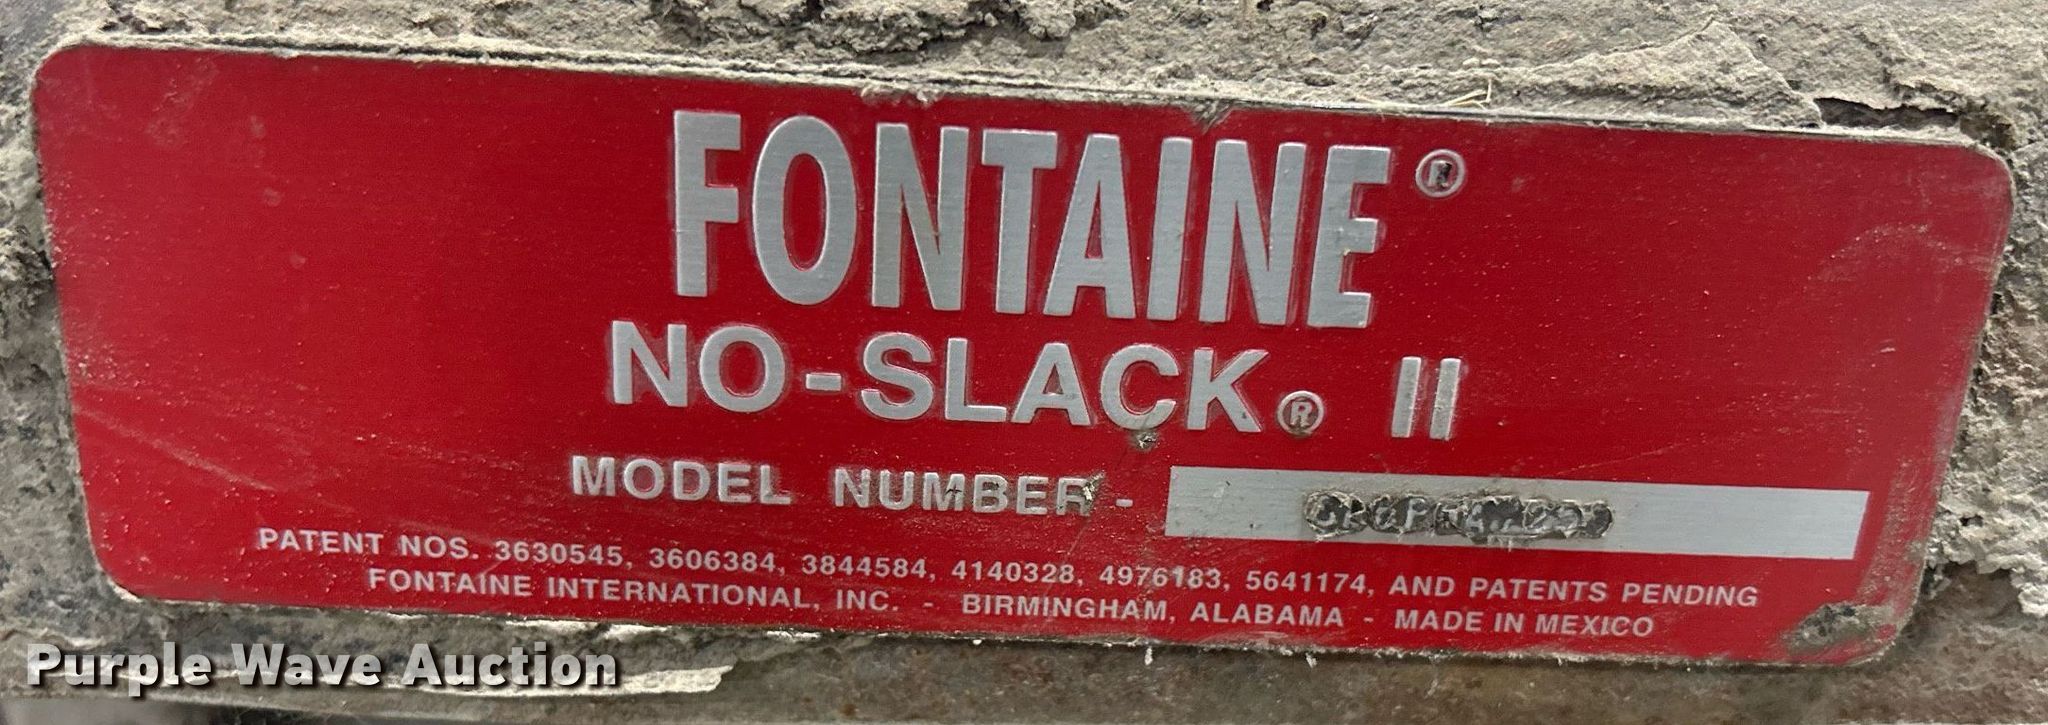 FONTAINE®
NO-SLACK® II
MODEL NUMBER -
PATENT NOS. 3630545, 3606384, 3844584, 4140328, 4976183, 5641174, AND PATENTS PENDING
FONTAINE INTERNATIONAL, INC. - BIRMINGHAM, ALABAMA - MADE IN MEXICO
Purple Wave Auction